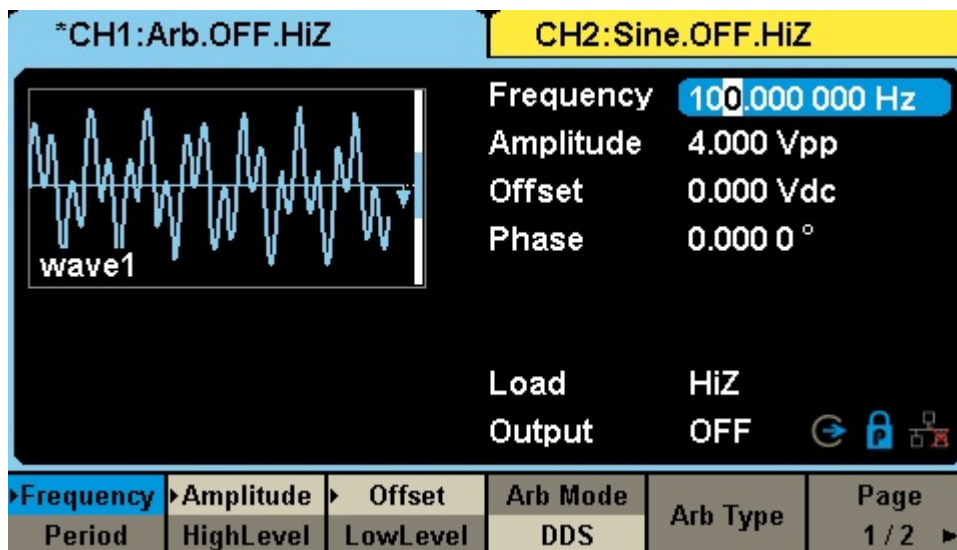 *CH1:Arb.OFF.HiZ
CH2:Sine.OFF.HiZ
Frequency 100.000 000 Hz
Amplitude 4.000 Vpp
Offset 0.000 Vdc
Phase 0.000 0 °
wave1
Load HiZ
Output OFF
P
Frequency Amplitude Offset Arb Mode Arb Type Page
Period HighLevel LowLevel DDS 1 / 2